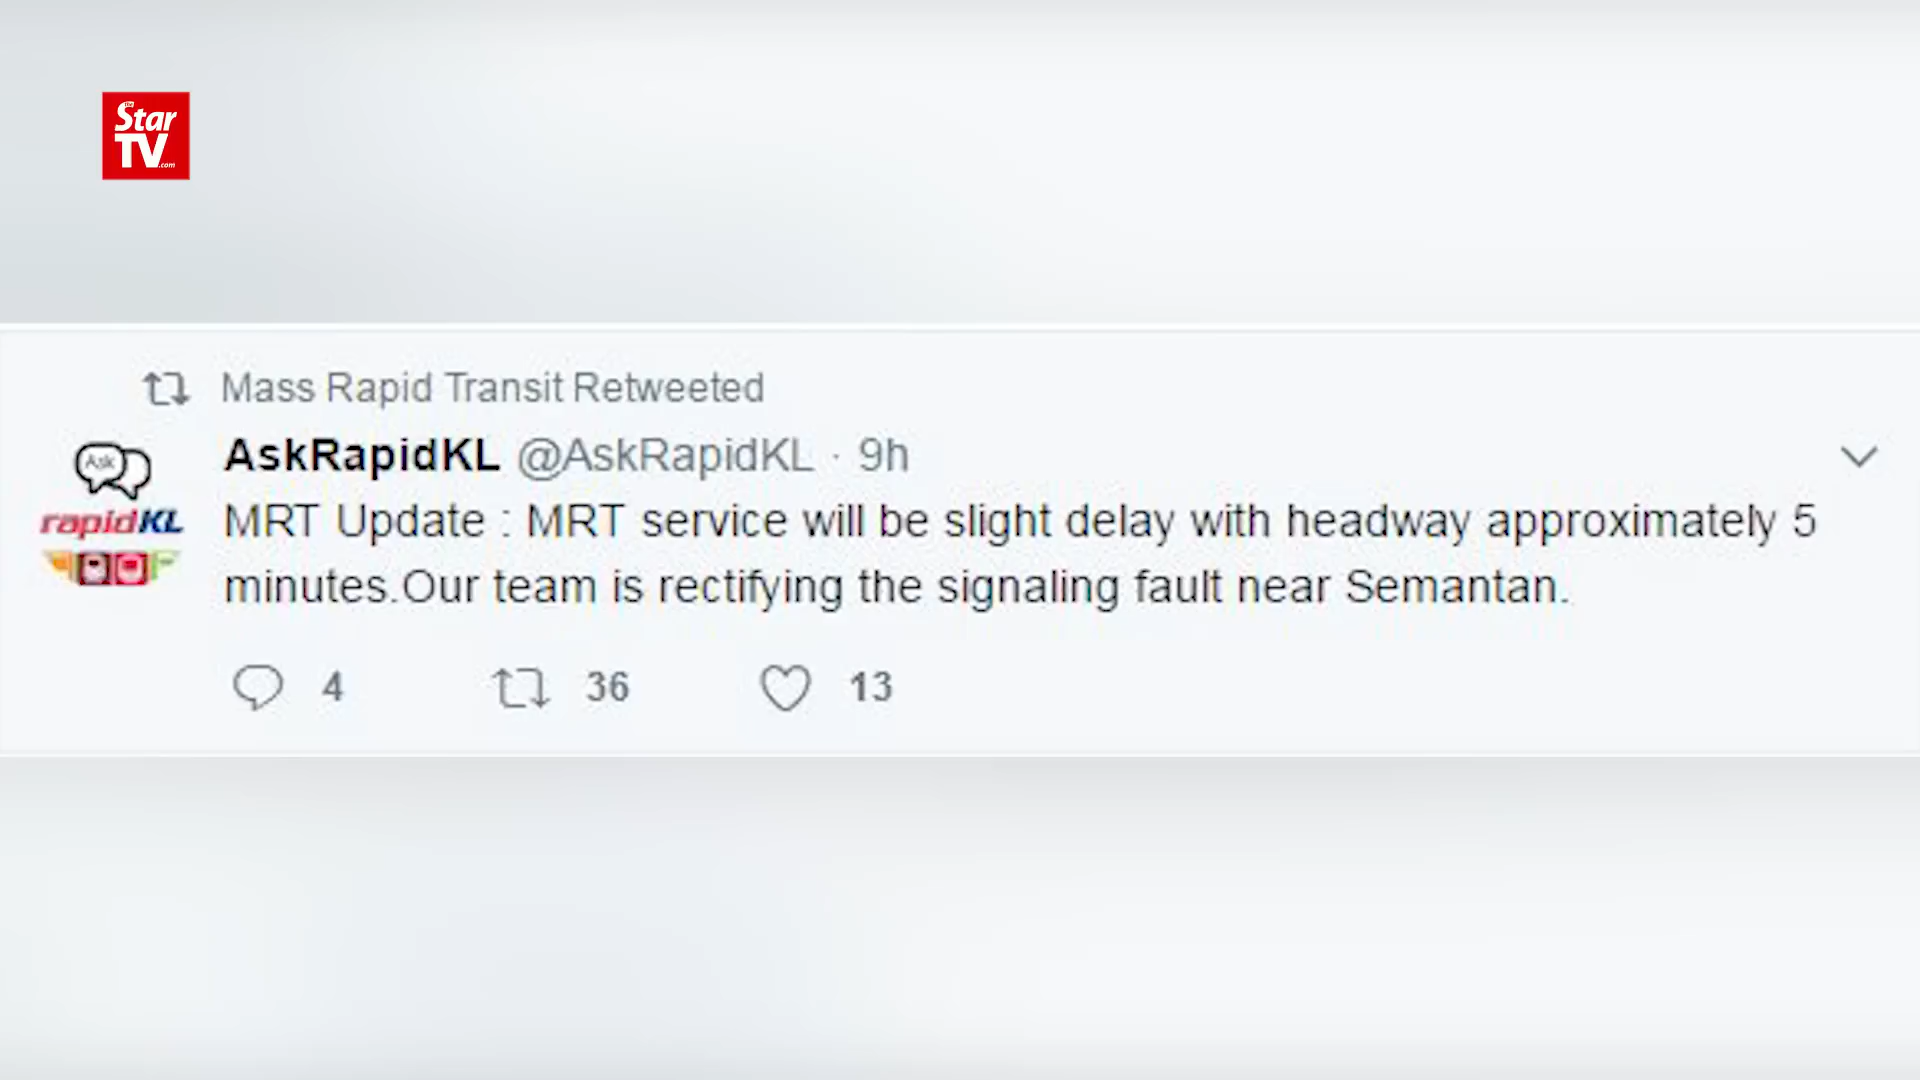 the
Star
TV
.com
Mass Rapid Transit Retweeted
AskRapidKL @AskRapidKL · 9h
Ask
rapidKL
MRT Update : MRT service will be slight delay with headway approximately 5
minutes.Our team is rectifying the signaling fault near Semantan.
4 36 13